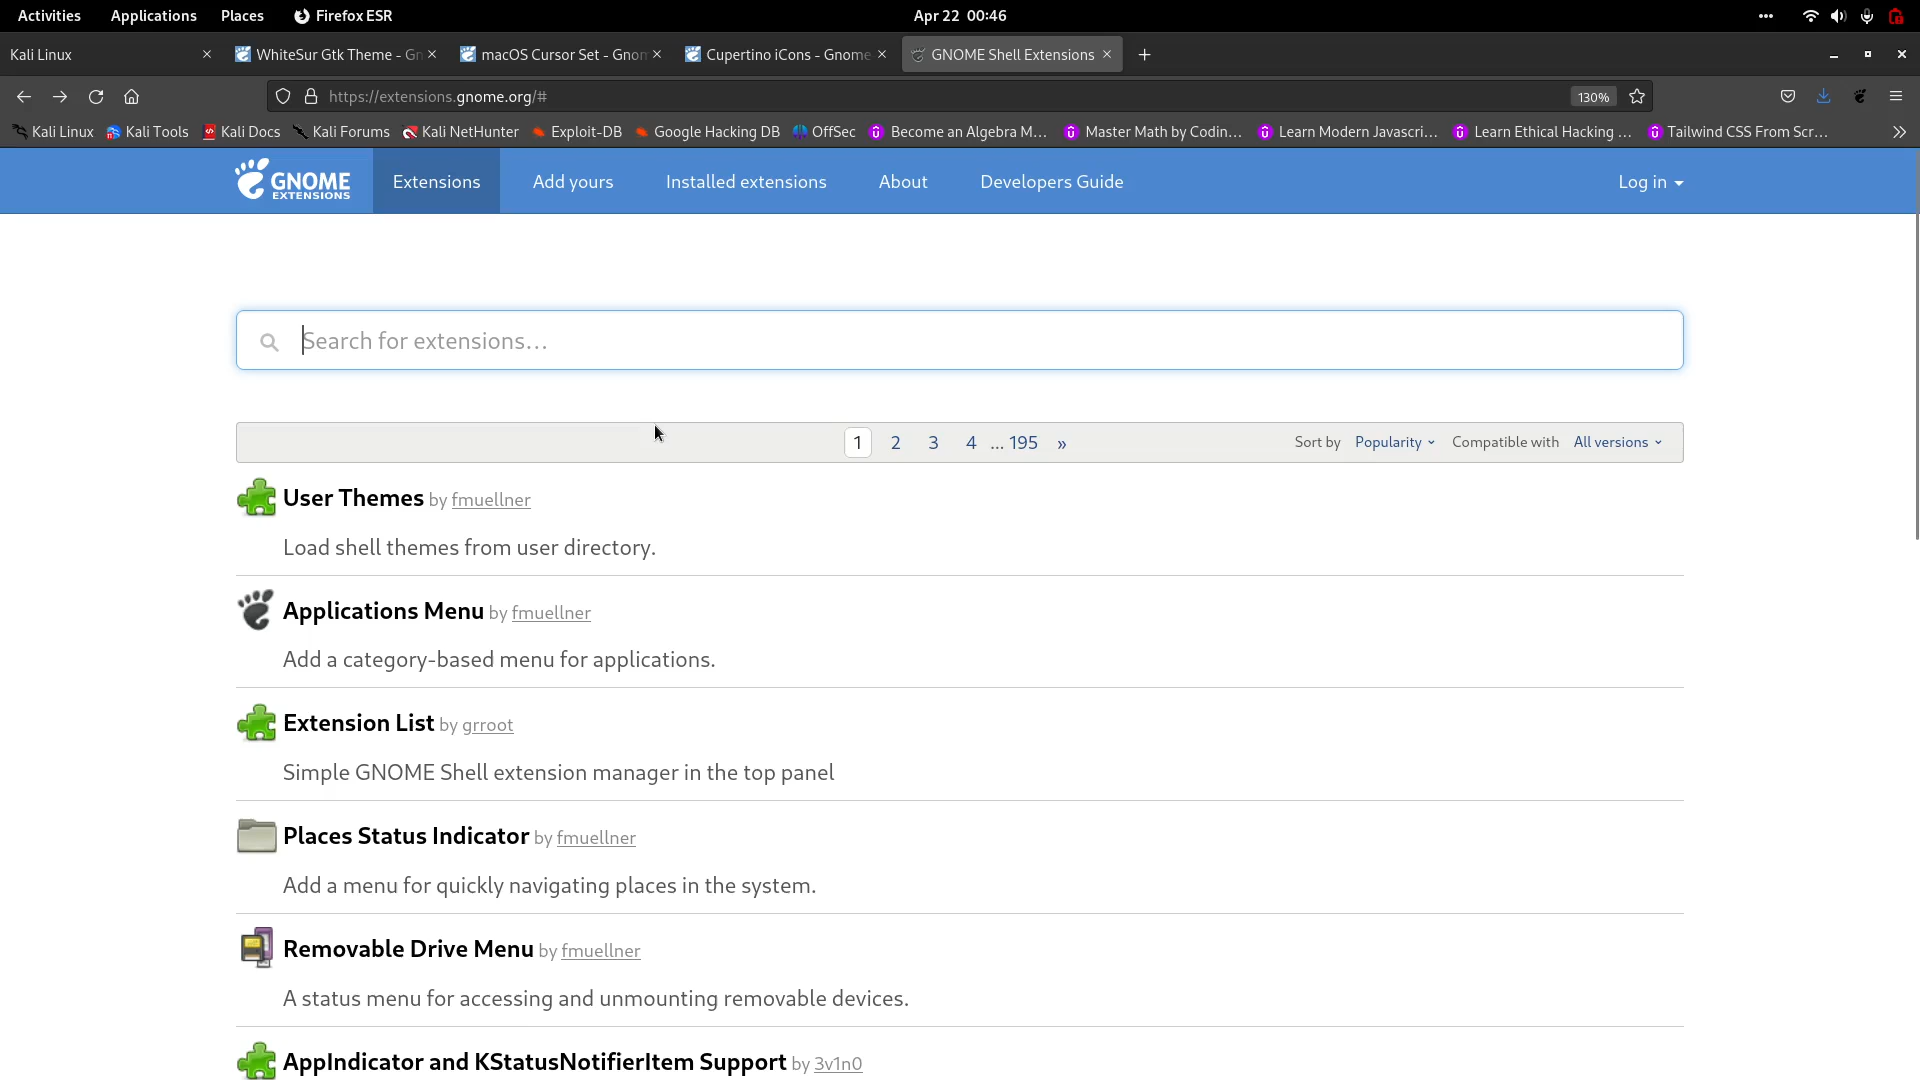 Activities Applications Places Firefox ESR Apr 22 00:46
Kali Linux WhiteSur Gtk Theme - Gn macOS Cursor Set - Gnom Cupertino iCons - Gnome GNOME Shell Extensions
https://extensions.gnome.org/# 130%
Kali Linux Kali Tools Kali Docs Kali Forums Kali NetHunter Exploit-DB Google Hacking DB OffSec Become an Algebra M... Master Math by Codin... Learn Modern Javascri... Learn Ethical Hacking ... Tailwind CSS From Scr...
GNOME EXTENSIONS Extensions Add yours Installed extensions About Developers Guide Log in
Search for extensions...
1 2 3 4 ... 195 » Sort by Popularity Compatible with All versions
User Themes by fmuellner
Load shell themes from user directory.
Applications Menu by fmuellner
Add a category-based menu for applications.
Extension List by grroot
Simple GNOME Shell extension manager in the top panel
Places Status Indicator by fmuellner
Add a menu for quickly navigating places in the system.
Removable Drive Menu by fmuellner
A status menu for accessing and unmounting removable devices.
AppIndicator and KStatusNotifierItem Support by 3v1n0